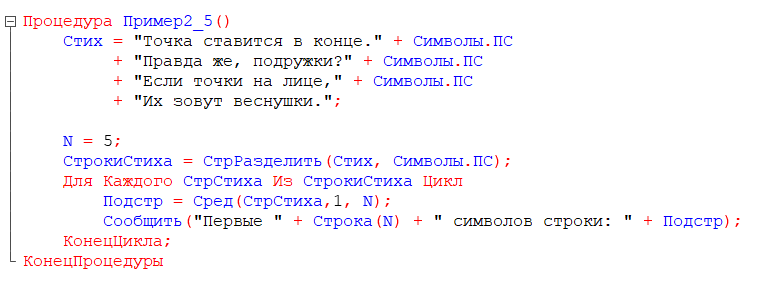 Процедура Пример2_5()
Стих = "Точка ставится в конце." + Символы.ПС
+ "Правда же, подружки?" + Символы.ПС
+ "Если точки на лице," + Символы.ПС
+ "Их зовут веснушки.";
N = 5;
СтрокиСтиха = СтрРазделить(Стих, Символы.ПС);
Для Каждого СтрСтиха Из СтрокиСтиха Цикл
Подстр = Сред(СтрСтиха,1, N);
Сообщить("Первые " + Строка(N) + " символов строки: " + Подстр);
КонецЦикла;
КонецПроцедуры